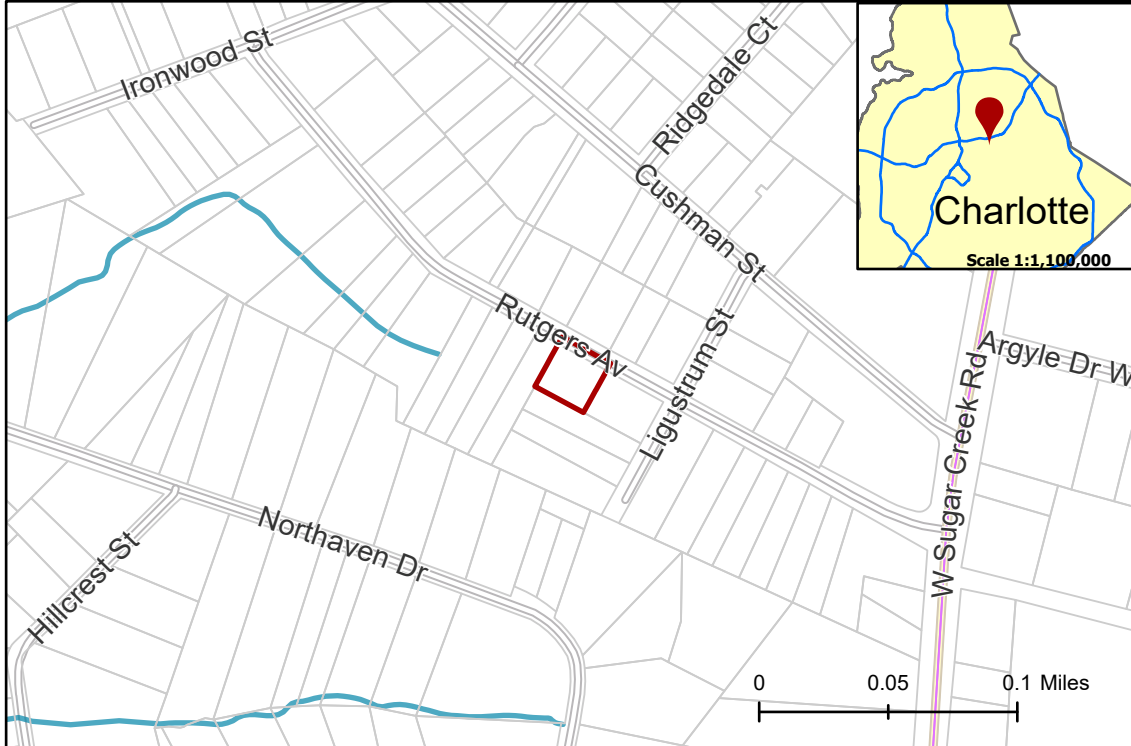 Ironwood St
Ridgedale Ct
Cushman St
Charlotte
Scale 1:1,100,000
Rutgers Av
Ligustrum St
Argyle Dr W
W Sugar Creek Rd
Northaven Dr
Hillcrest St
0 0.05 0.1 Miles